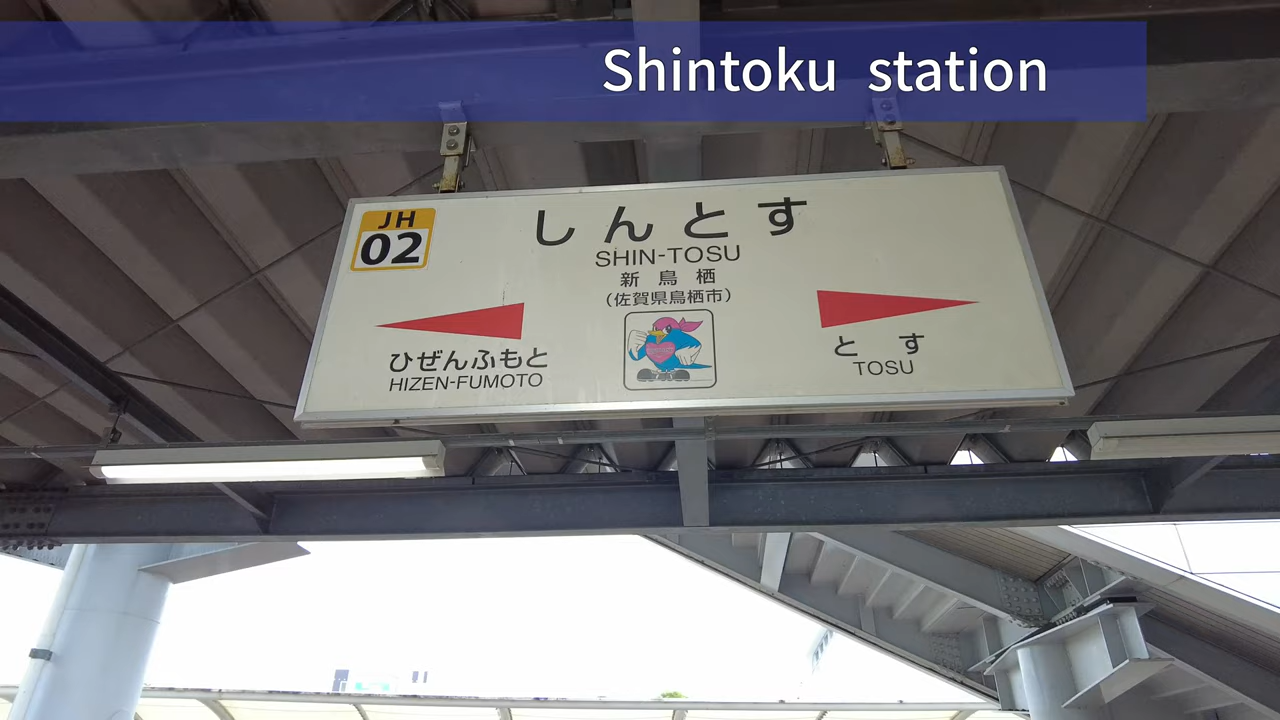 Shintoku station
JH
02
しんとす
SHIN-TOSU
新鳥栖
(佐賀県鳥栖市)
ひぜんふもと
HIZEN-FUMOTO
とす
TOSU